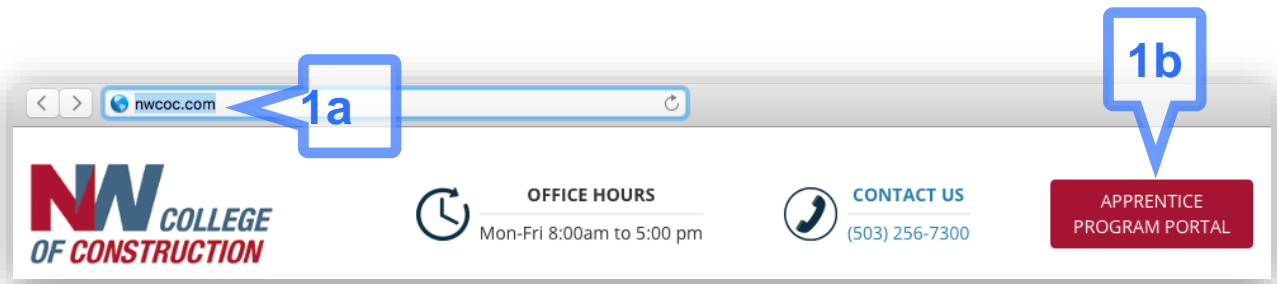 1b
nwcoc.com
1a
NW COLLEGE
OF CONSTRUCTION
OFFICE HOURS
Mon-Fri 8:00am to 5:00 pm
CONTACT US
(503) 256-7300
APPRENTICE
PROGRAM PORTAL